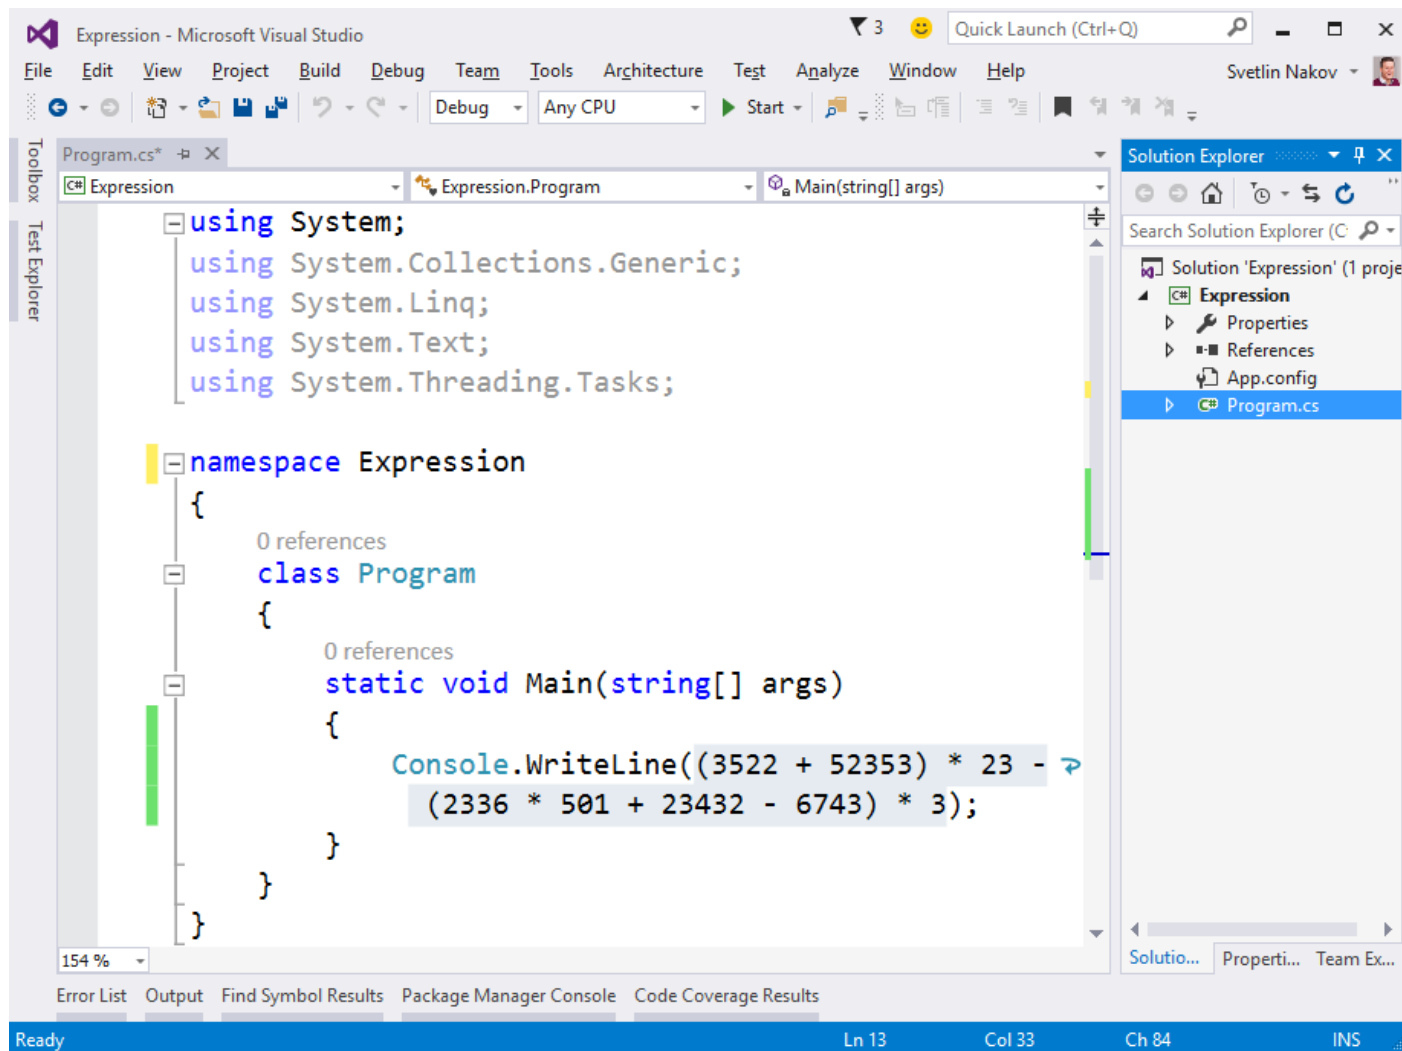 Expression - Microsoft Visual Studio
3
Quick Launch (Ctrl+Q)
File Edit View Project Build Debug Team Tools Architecture Test Analyze Window Help
Svetlin Nakov
Debug
Any CPU
Start
Toolbox
Test Explorer
Program.cs*
C# Expression
Expression.Program
Main(string[] args)
using System;
using System.Collections.Generic;
using System.Linq;
using System.Text;
using System.Threading.Tasks;
namespace Expression
{
0 references
class Program
{
0 references
static void Main(string[] args)
{
Console.WriteLine((3522 + 52353) * 23 -
(2336 * 501 + 23432 - 6743) * 3);
}
}
}
154 %
Solution Explorer
Search Solution Explorer (C
Solution 'Expression' (1 proje
C# Expression
Properties
References
App.config
C# Program.cs
Solutio... Properti... Team Ex...
Error List Output Find Symbol Results Package Manager Console Code Coverage Results
Ready Ln 13 Col 33 Ch 84 INS